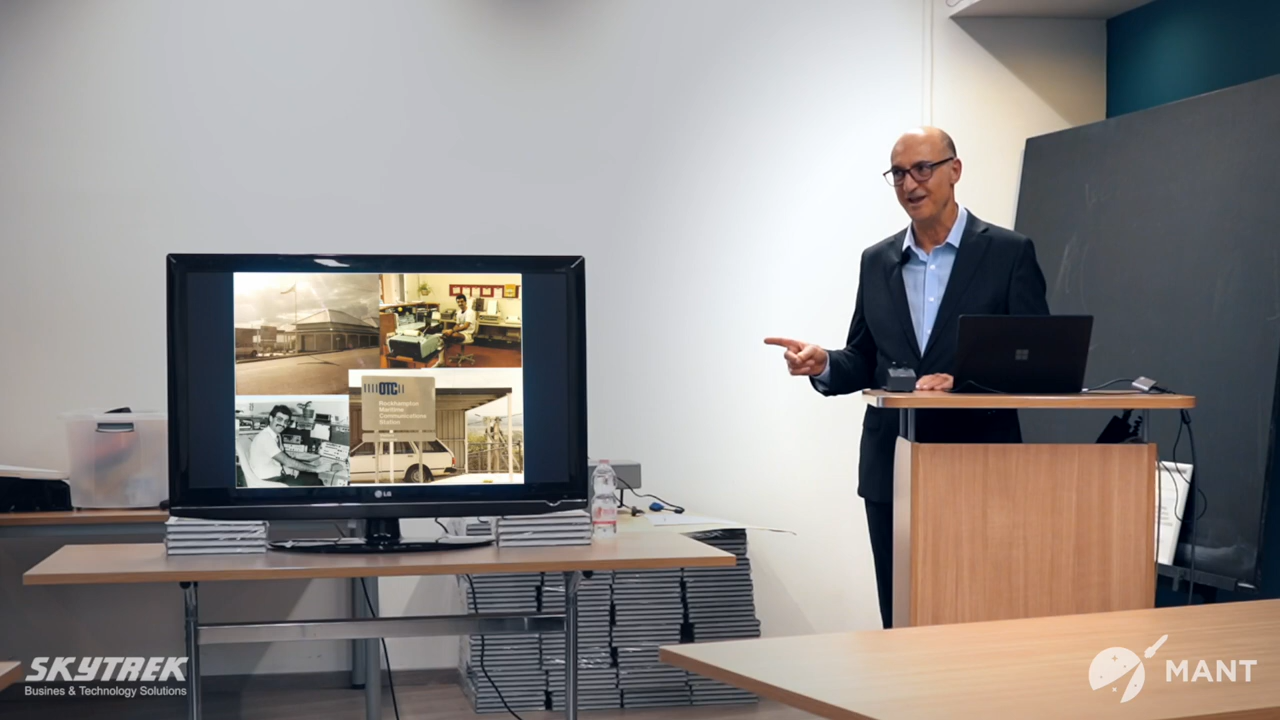 OTC
Rockhampton
Maritime
Communications
Station
LG
SKYTREK
Busines & Technology Solutions
MANT